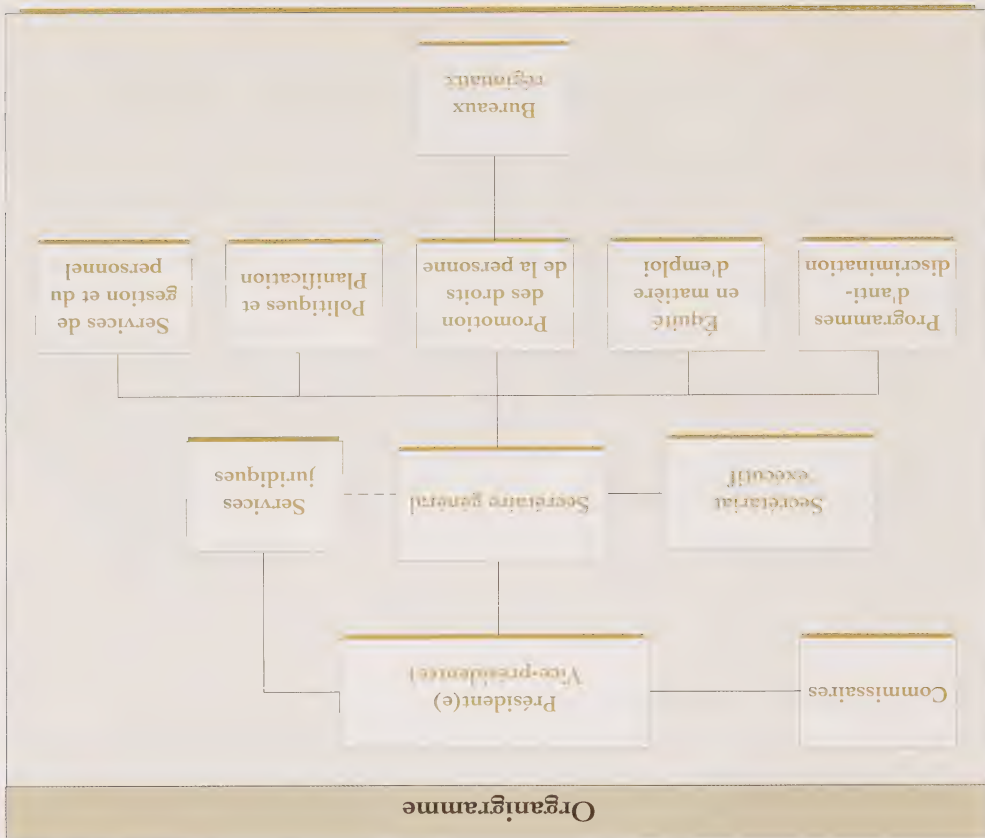 Organigramme
Commissaires
Président(e)
Vice-président(e)
Secrétariat
exécutif
Secrétaire général
Services
juridiques
Programmes
d'anti-
discrimination
Équité
en matière
d'emploi
Promotion
des droits
de la personne
Politiques et
Planification
Services de
gestion et du
personnel
Bureaux
régionaux